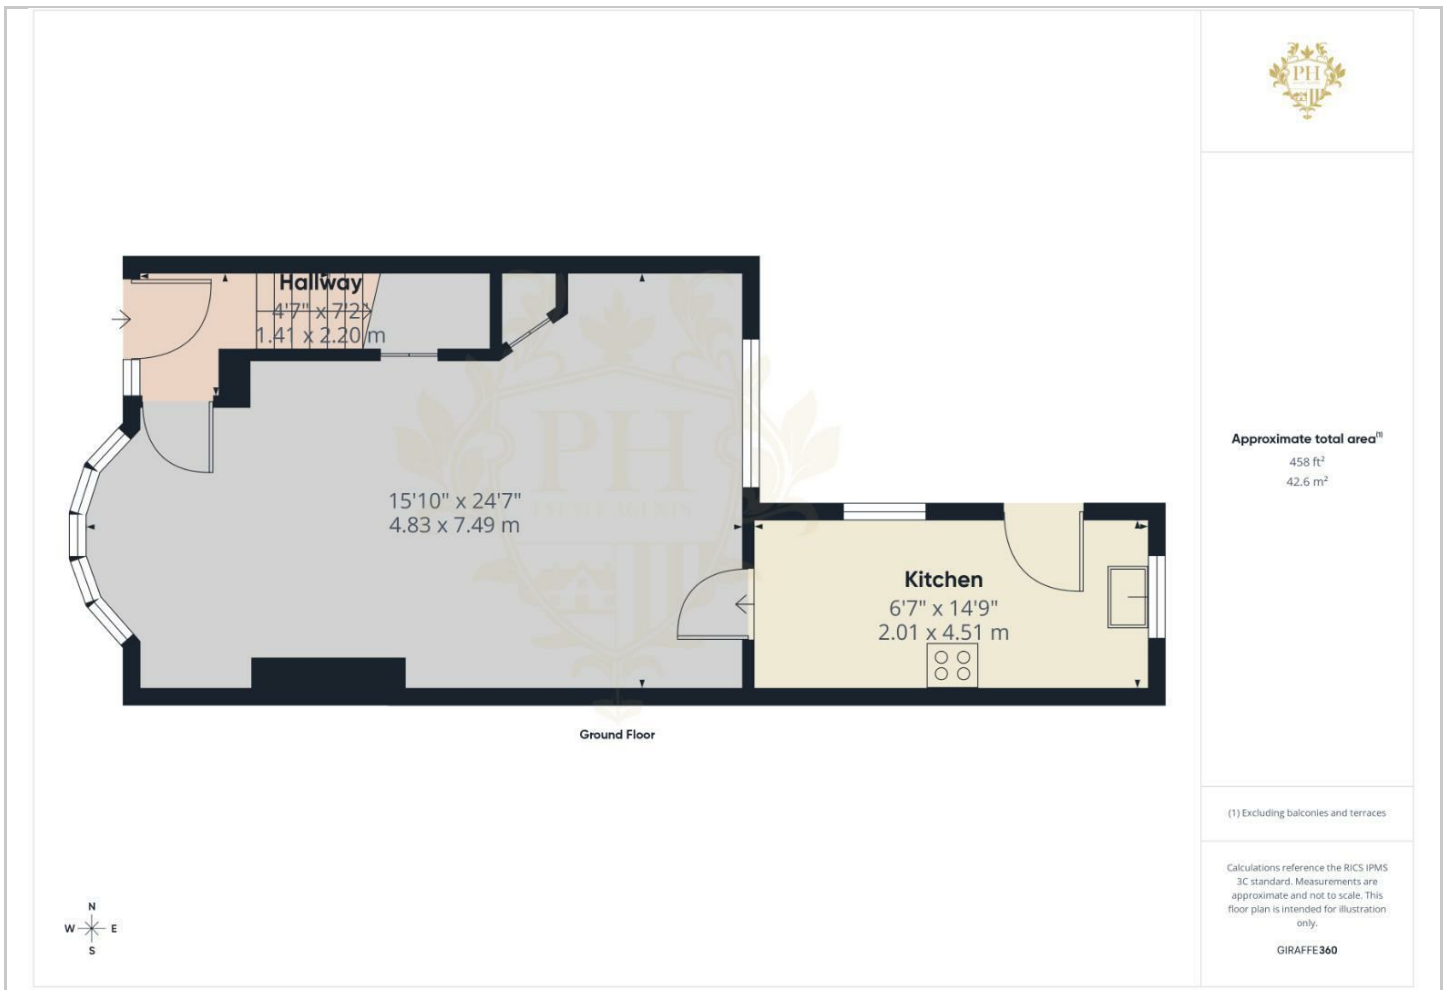 PH
Hallway
4'7" x 7'2"
1.41 x 2.20 m
PH
ESTATE AGENTS
15'10" x 24'7"
4.83 x 7.49 m
Kitchen
6'7" x 14'9"
2.01 x 4.51 m
Ground Floor
N
W E
S
Approximate total area(1)
458 ft²
42.6 m²
(1) Excluding balconies and terraces
Calculations reference the RICS IPMS
3C standard. Measurements are
approximate and not to scale. This
floor plan is intended for illustration
only.
GIRAFFE360